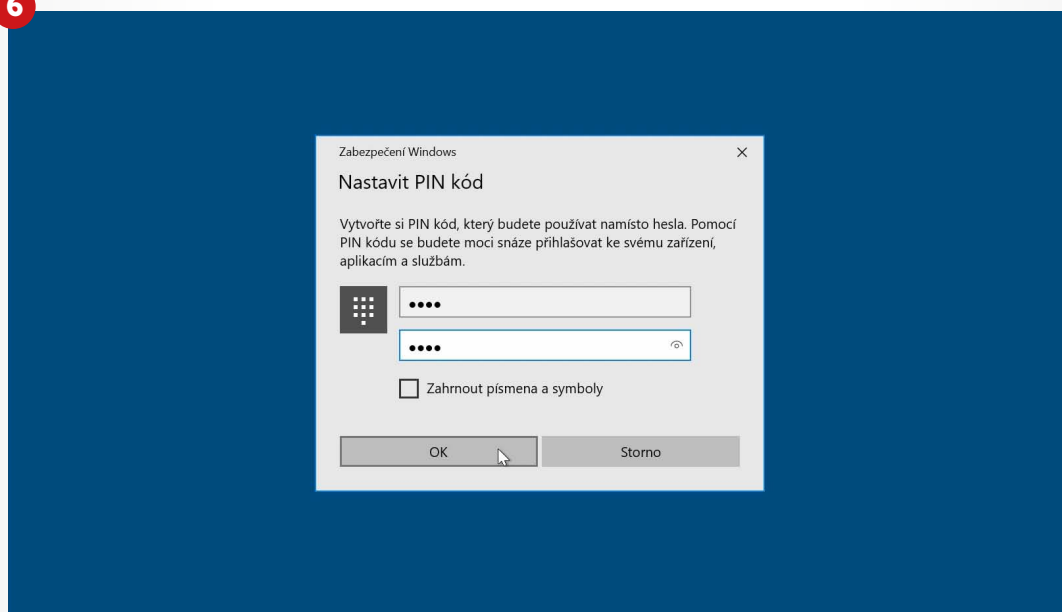 6
Zabezpečení Windows
Nastavit PIN kód
Vytvořte si PIN kód, který budete používat namísto hesla. Pomocí
PIN kódu se budete moci snáze přihlašovat ke svému zařízení,
aplikacím a službám.
Zahrnout písmena a symboly
OK
Storno